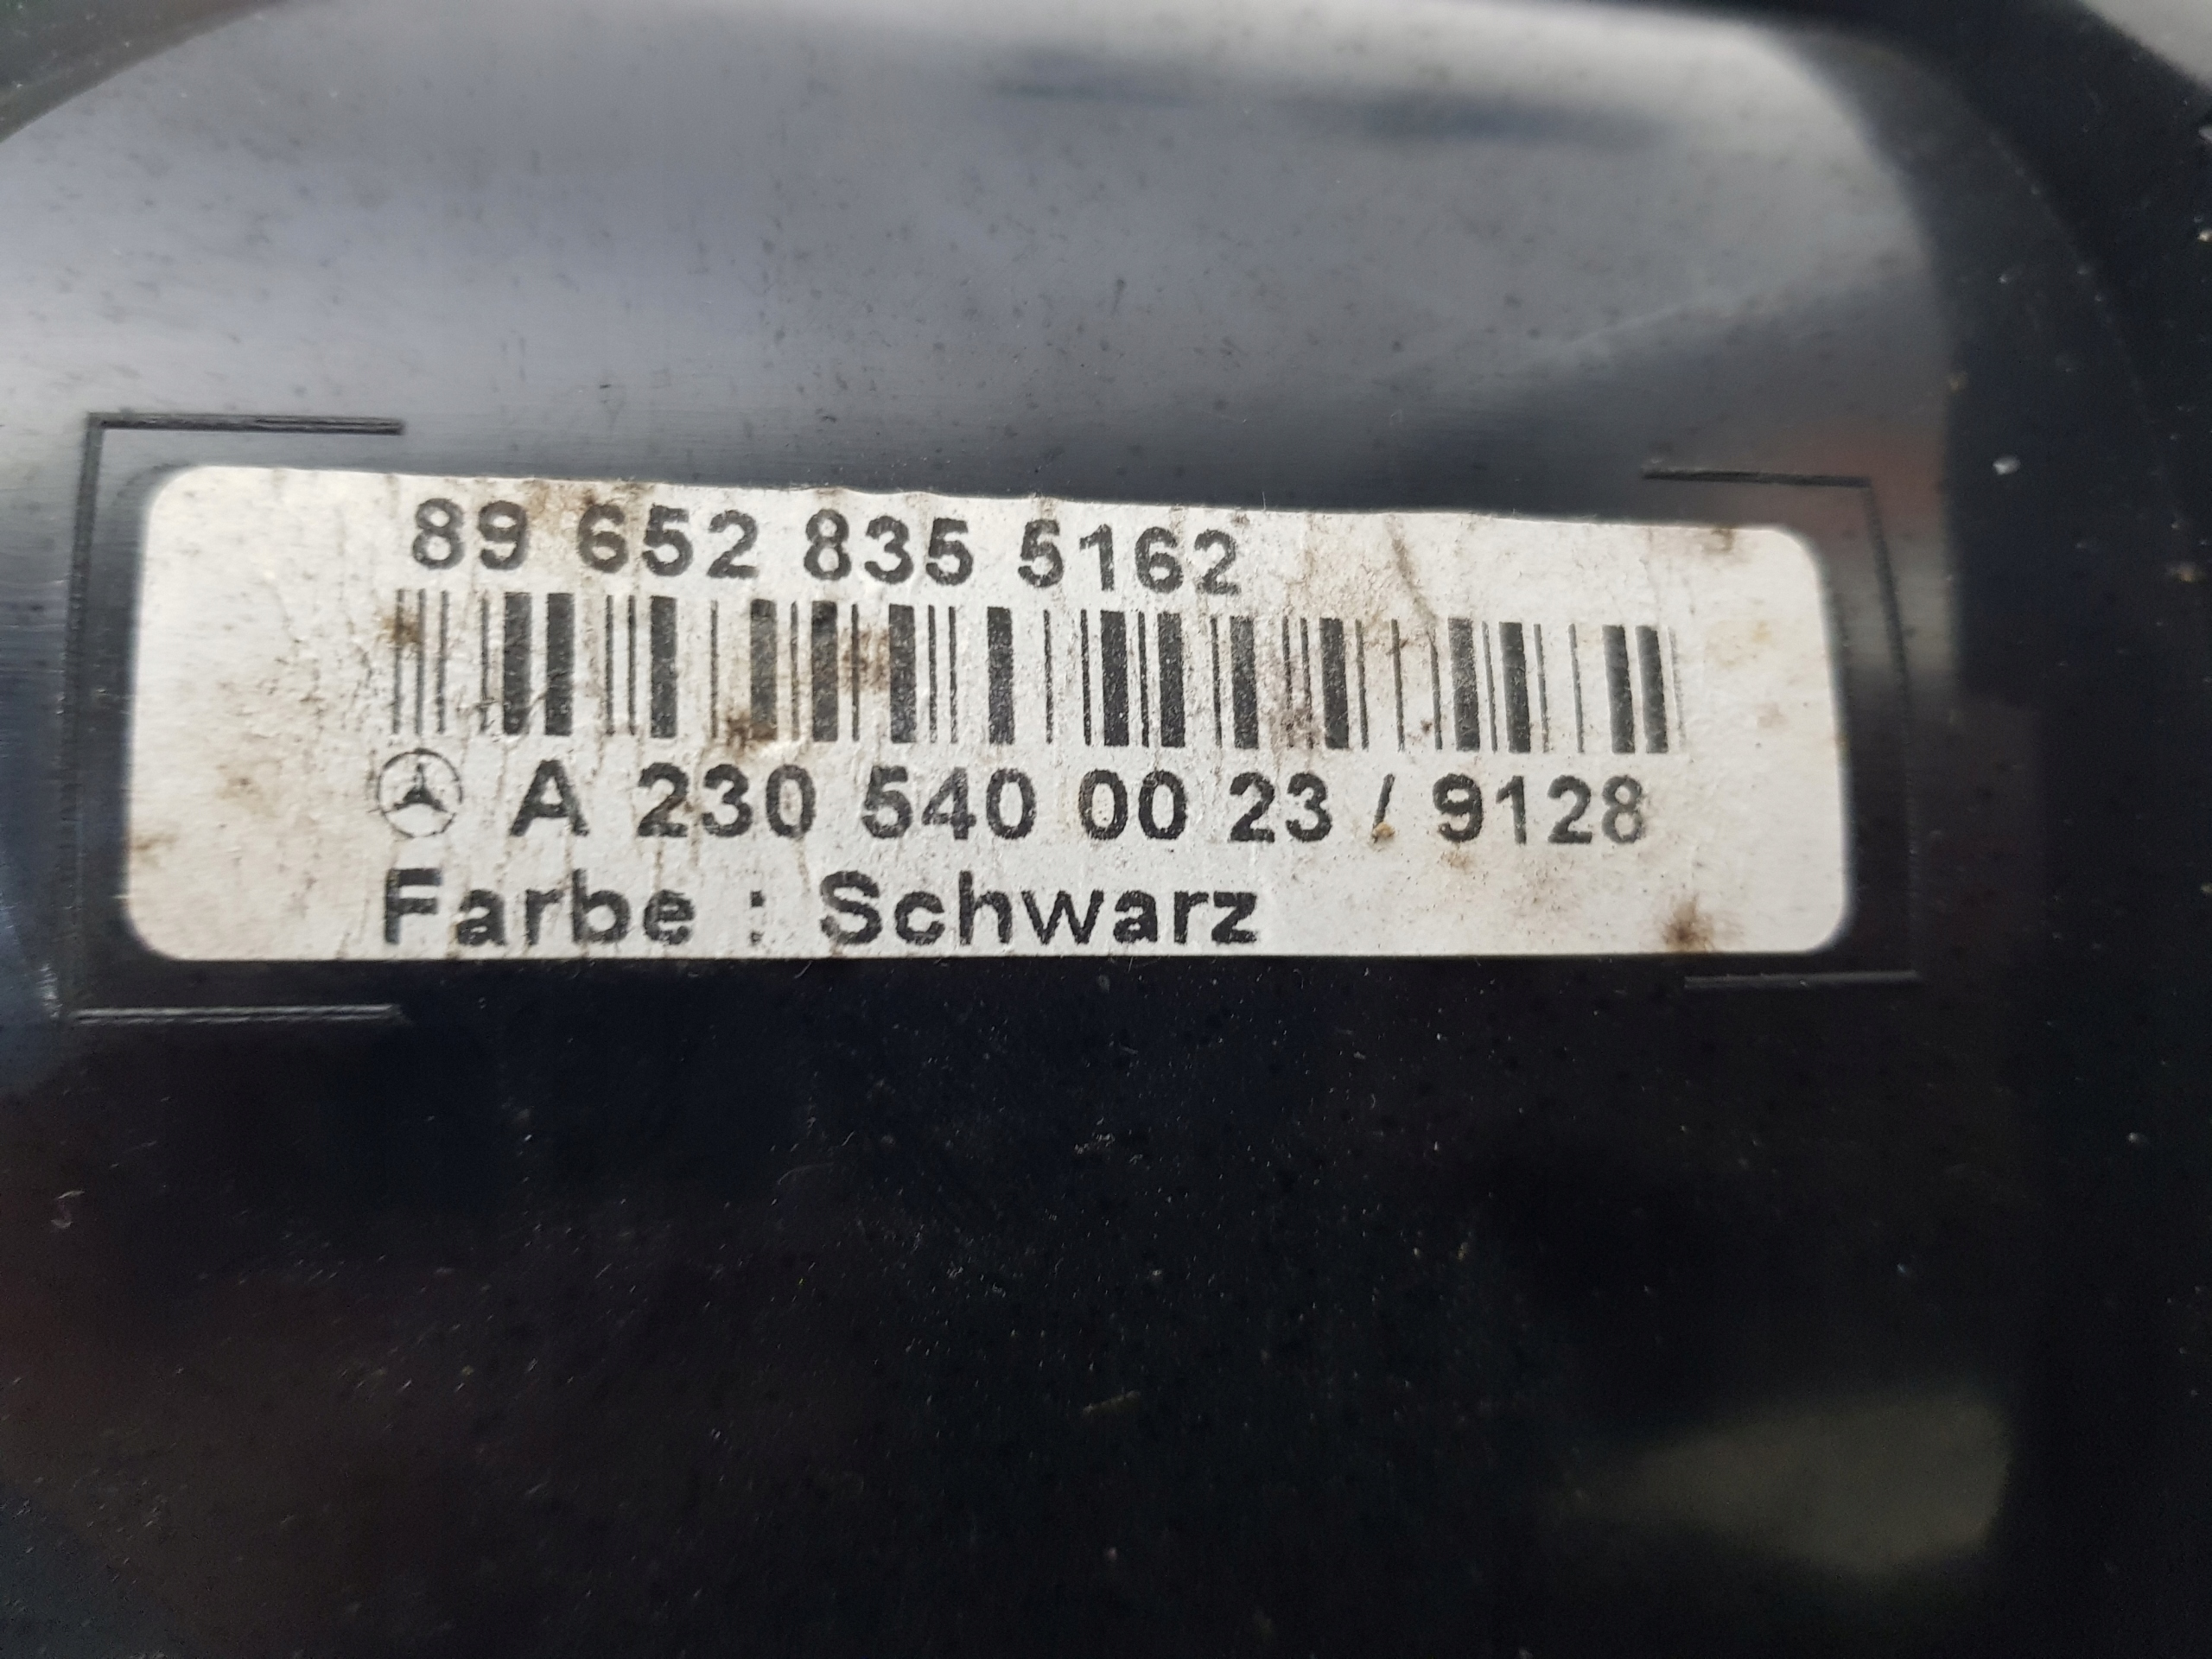 89 652 835 5162
A 230 540 00 23 / 9128
Farbe : Schwarz